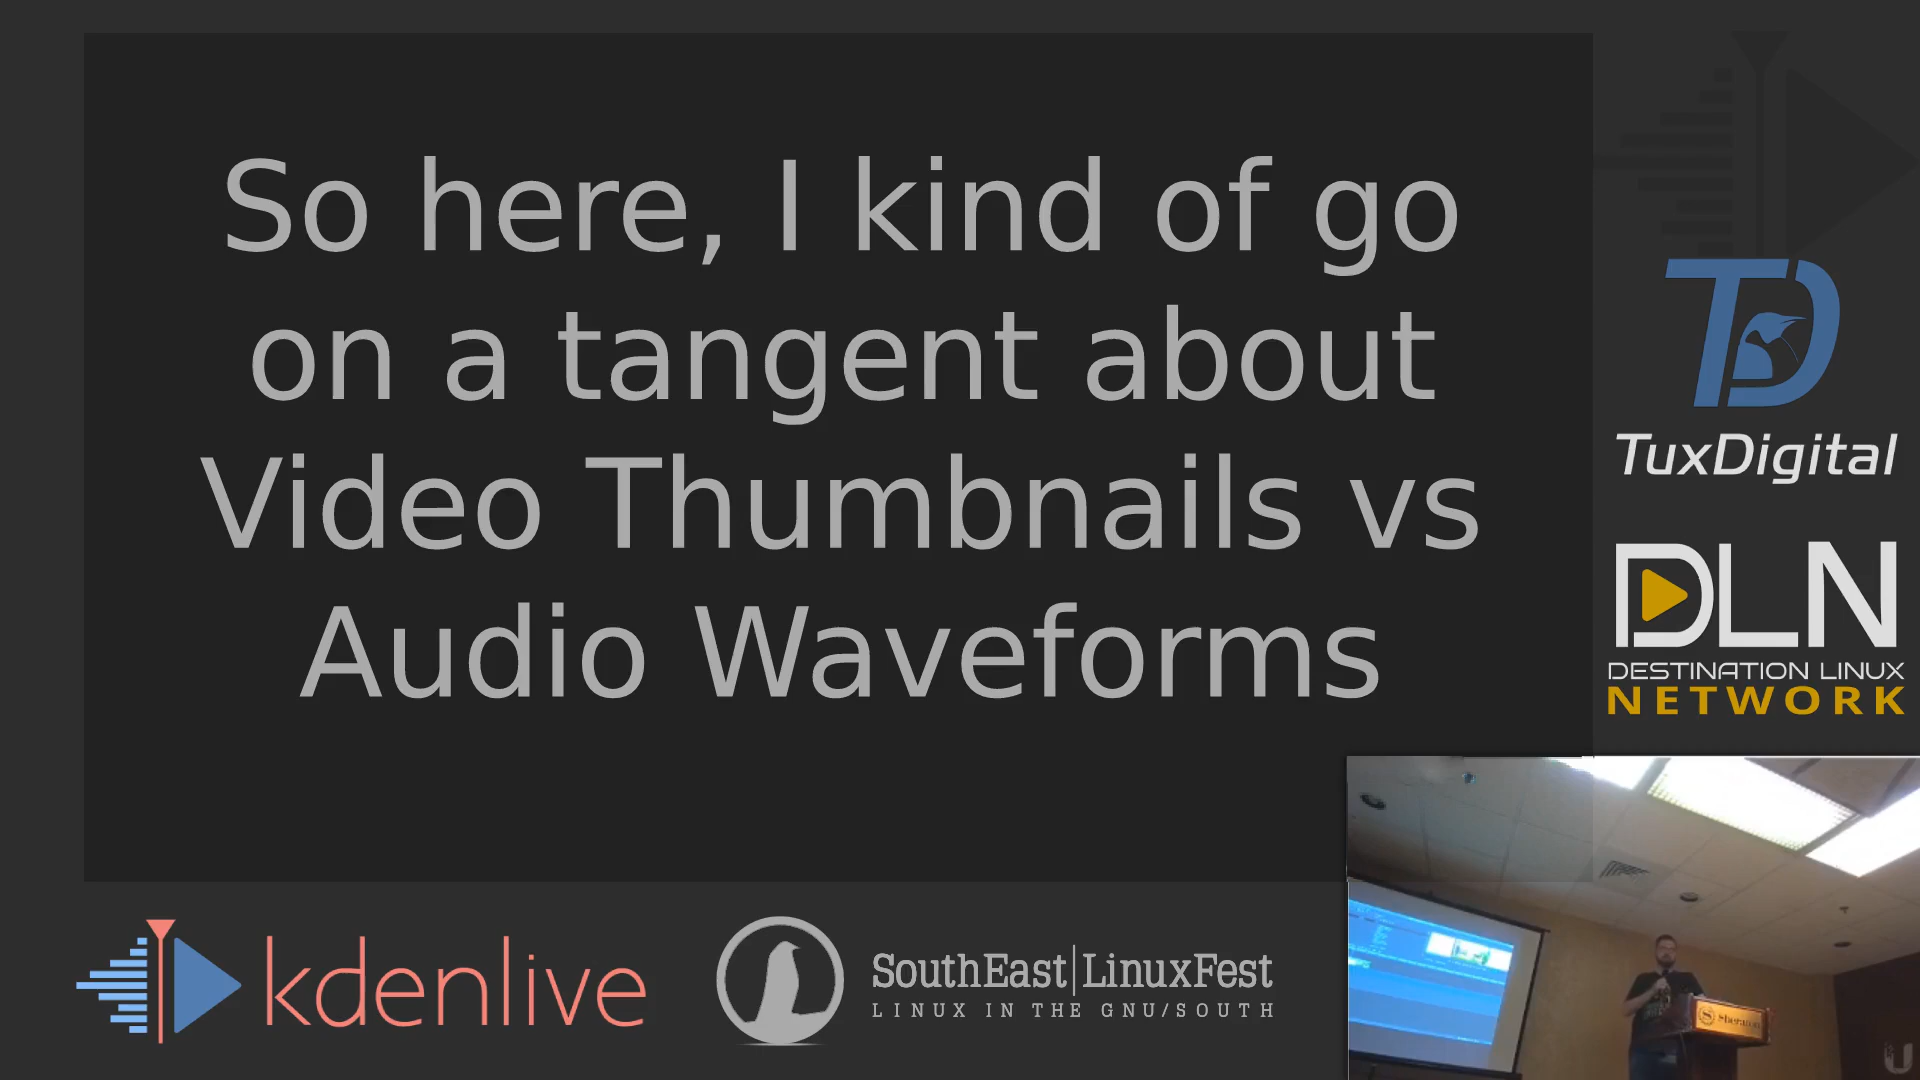 So here, I kind of go
on a tangent about
Video Thumbnails vs
Audio Waveforms
TD
TuxDigital
DLN
DESTINATION LINUX
NETWORK
kdenlive
SouthEast|LinuxFest
LINUX IN THE GNU/SOUTH